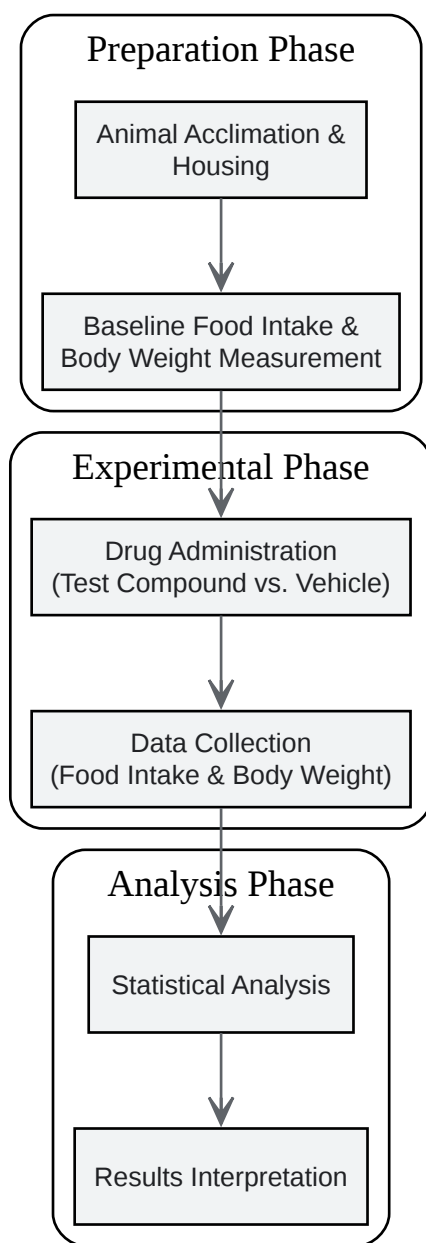 Preparation Phase
Animal Acclimation &
Housing
Baseline Food Intake &
Body Weight Measurement
Experimental Phase
Drug Administration
(Test Compound vs. Vehicle)
Data Collection
(Food Intake & Body Weight)
Analysis Phase
Statistical Analysis
Results Interpretation